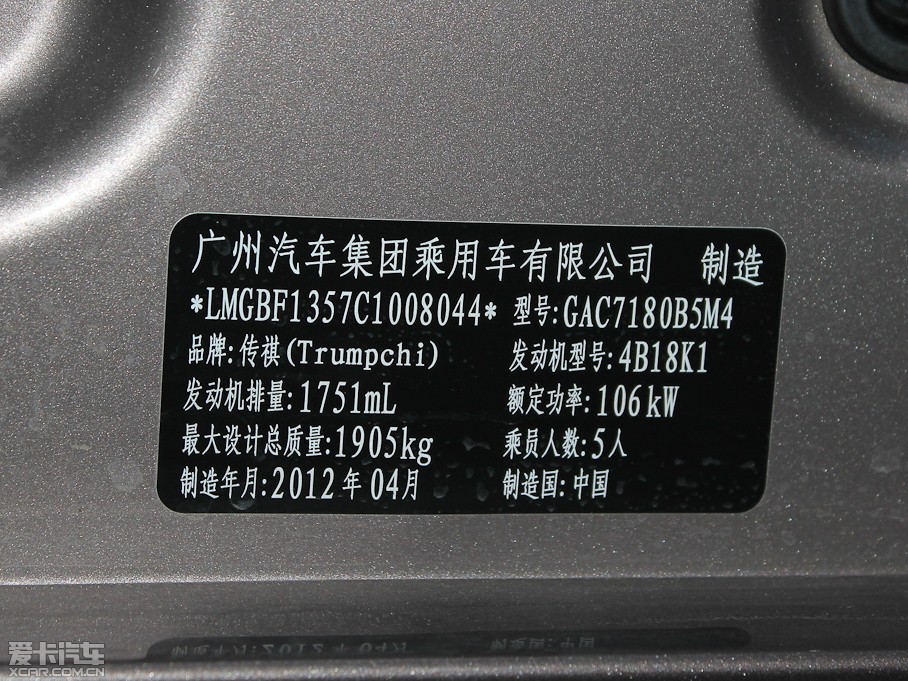 广州汽车集团乘用车有限公司 制造
*LMGBF1357C1008044* 型号:GAC7180B5M4
品牌:传祺(Trumpchi) 发动机型号:4B18K1
发动机排量:1751mL 额定功率:106kW
最大设计总质量:1905kg 乘员人数:5人
制造年月:2012年04月 制造国:中国
爱卡汽车
XCAR.COM.CN